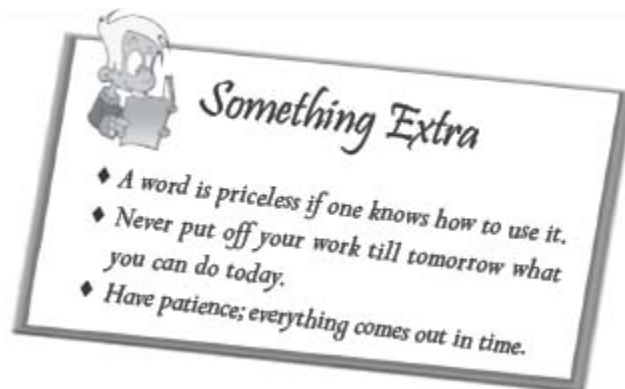 Something Extra
♦ A word is priceless if one knows how to use it.
♦ Never put off your work till tomorrow what
you can do today.
♦ Have patience; everything comes out in time.